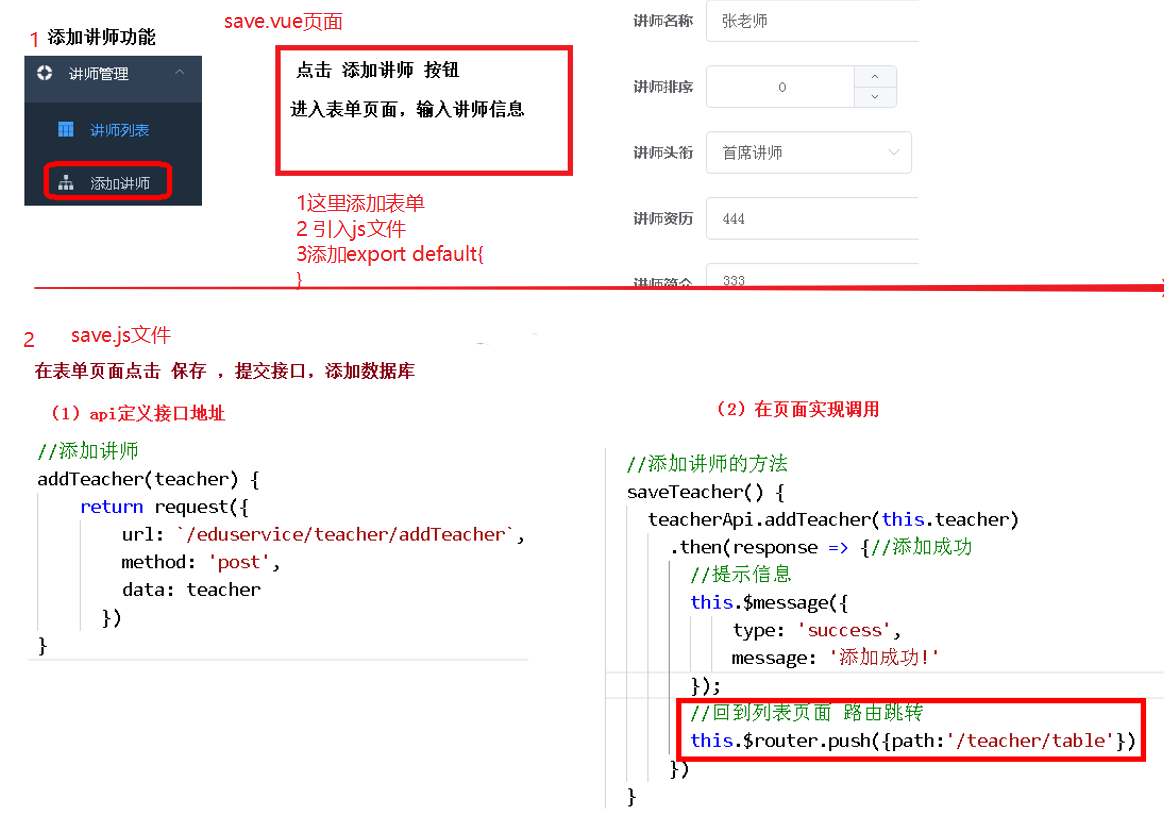 save.vue页面
1 添加讲师功能
讲师管理
讲师列表
添加讲师
点击 添加讲师 按钮
进入表单页面，输入讲师信息
1这里添加表单
2 引入js文件
3添加export default{
}
讲师名称 张老师
讲师排序 0
讲师头衔 首席讲师
讲师资历 444
讲师简介 333
2 save.js文件
在表单页面点击 保存 ，提交接口，添加数据库
（1）api定义接口地址
//添加讲师
addTeacher(teacher) {
return request({
url: `/eduservice/teacher/addTeacher`,
method: 'post',
data: teacher
})
}
（2）在页面实现调用
//添加讲师的方法
saveTeacher() {
teacherApi.addTeacher(this.teacher)
.then(response => {//添加成功
//提示信息
this.$message({
type: 'success',
message: '添加成功!'
});
//回到列表页面 路由跳转
this.$router.push({path:'/teacher/table'})
})
}